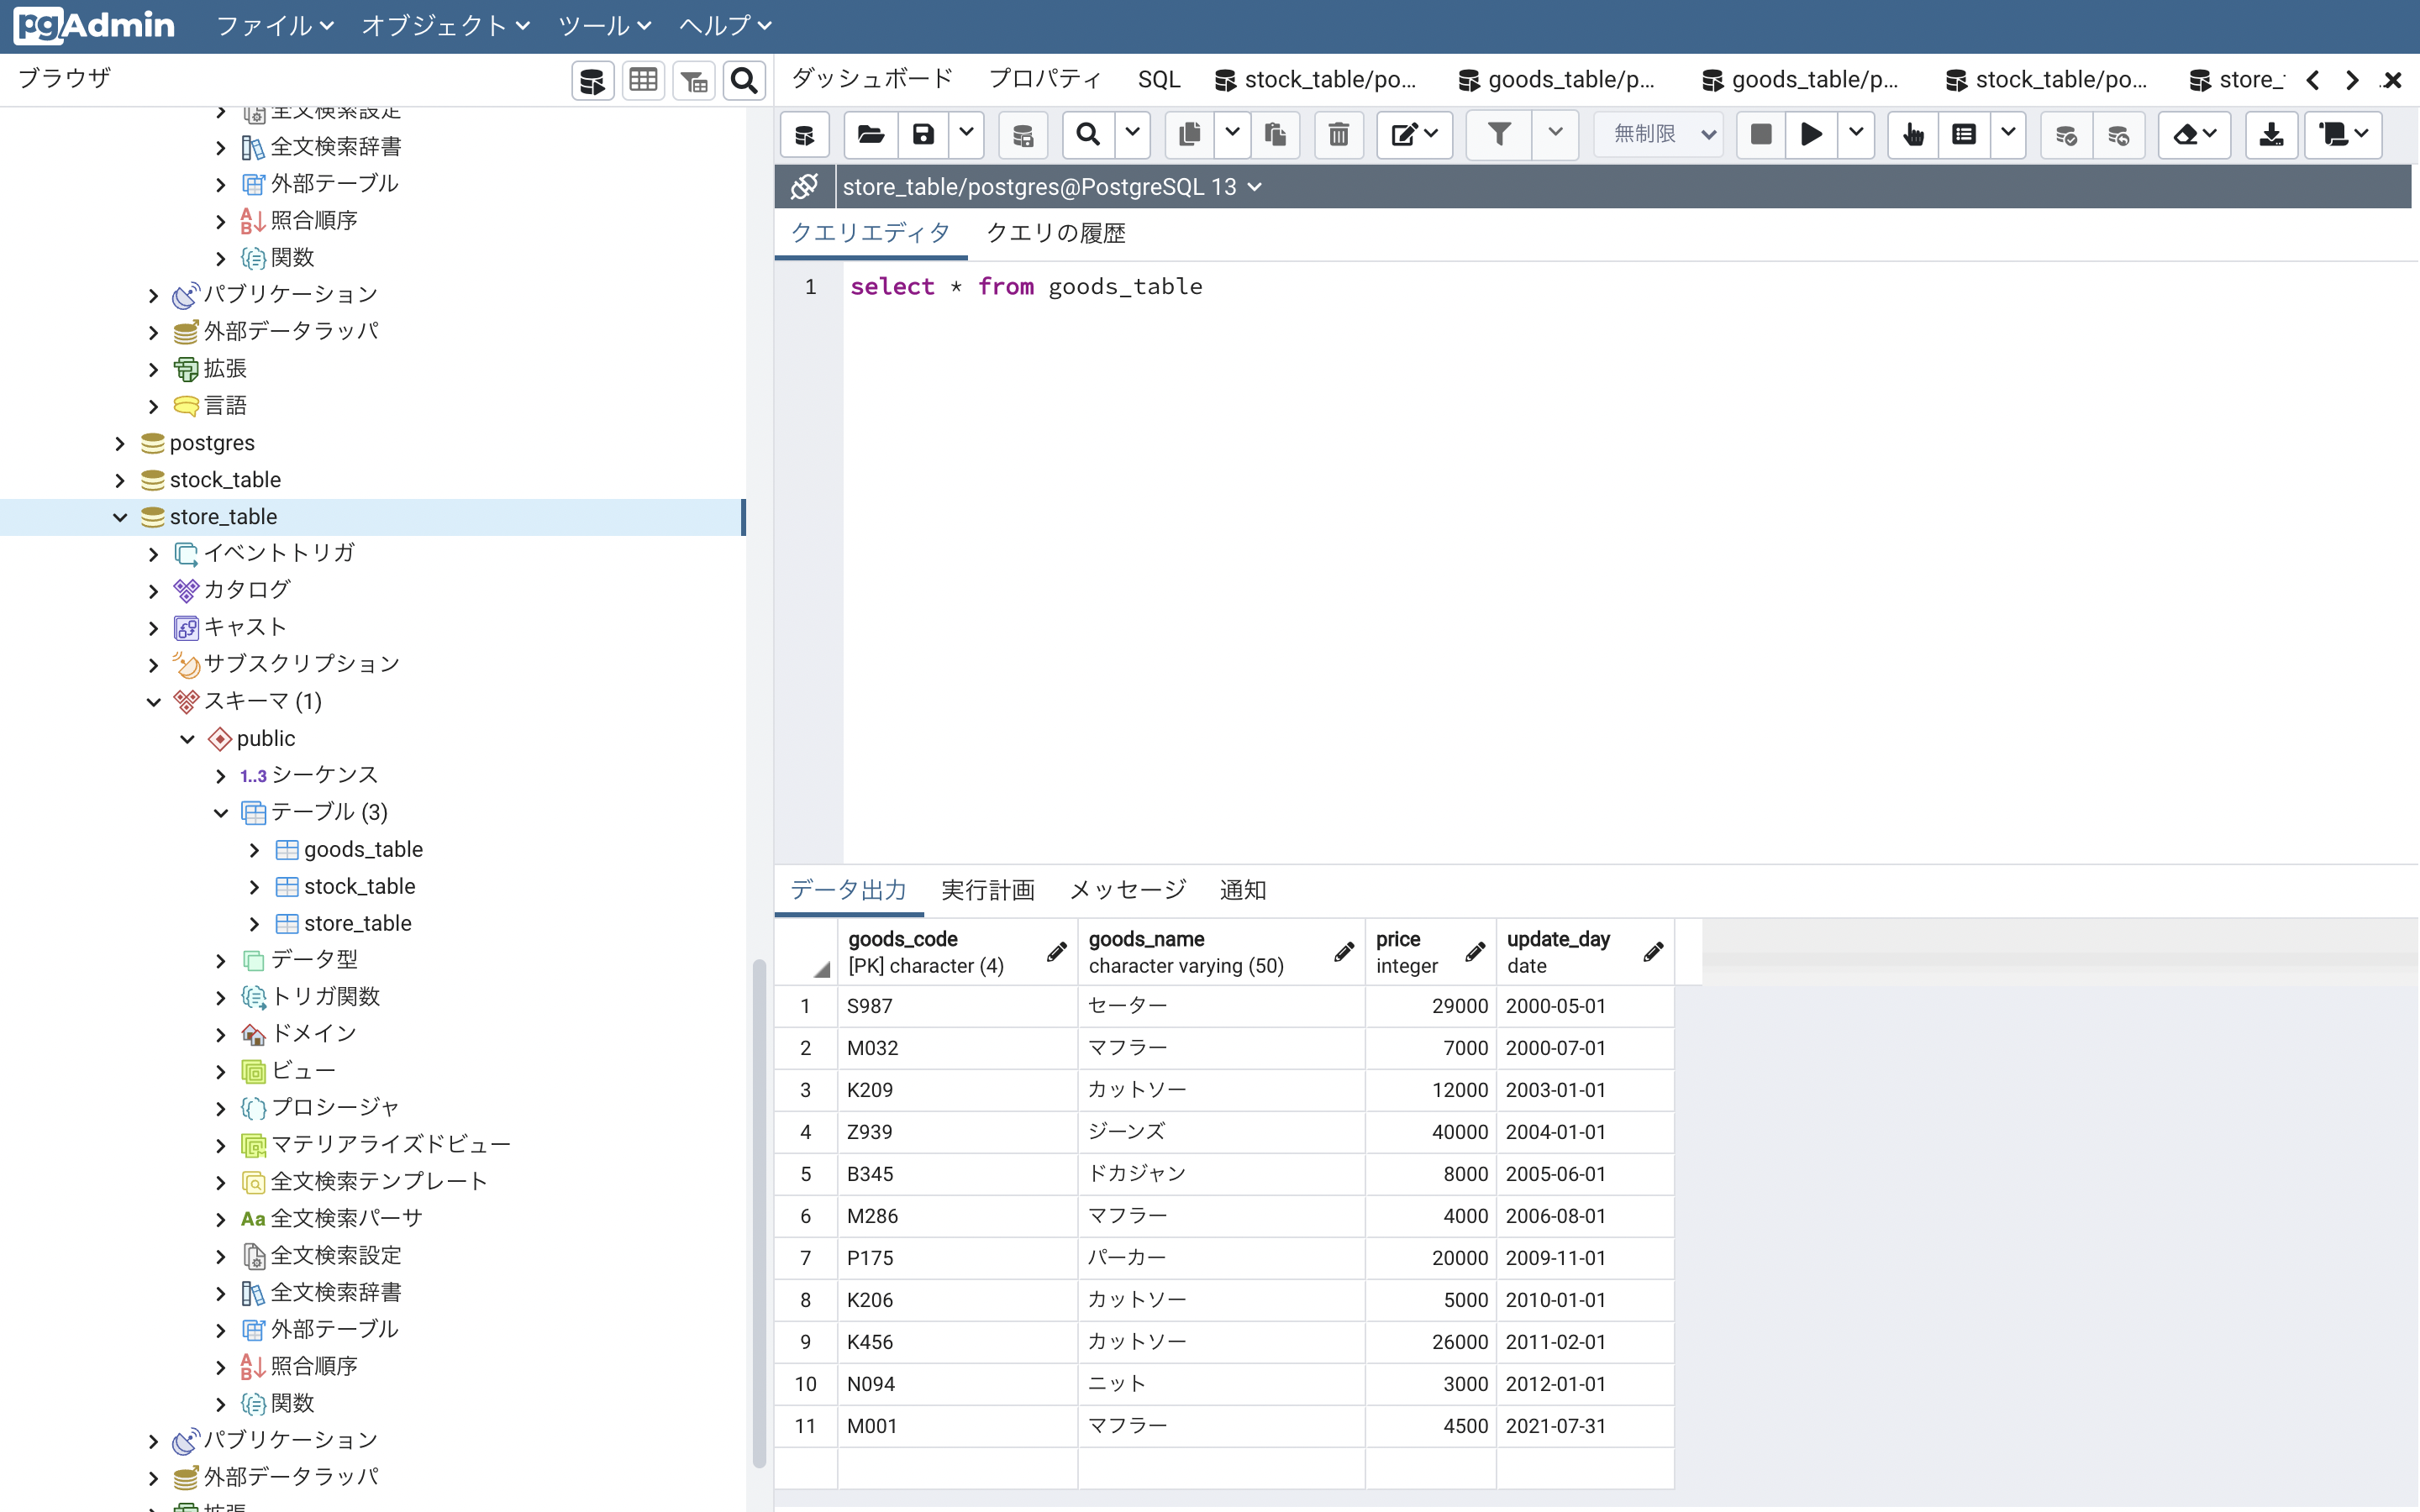 pgAdmin ファイル オブジェクト ツール ヘルプ
ブラウザ
全文検索設定
全文検索辞書
外部テーブル
照合順序
関数
パブリケーション
外部データラッパ
拡張
言語
postgres
stock_table
store_table
イベントトリガ
カタログ
キャスト
サブスクリプション
スキーマ (1)
public
1..3 シーケンス
テーブル (3)
goods_table
stock_table
store_table
データ型
トリガ関数
ドメイン
ビュー
プロシージャ
マテリアライズドビュー
全文検索テンプレート
Aa 全文検索パーサ
全文検索設定
全文検索辞書
外部テーブル
照合順序
関数
パブリケーション
外部データラッパ
拡張
ダッシュボード プロパティ SQL stock_table/po... goods_table/p... goods_table/p... stock_table/po... store_
無制限
store_table/postgres@PostgreSQL 13
クエリエディタ クエリの履歴
1 select * from goods_table
データ出力 実行計画 メッセージ 通知
goods_code goods_name price update_day
[PK] character (4) character varying (50) integer date
1 S987 セーター 29000 2000-05-01
2 M032 マフラー 7000 2000-07-01
3 K209 カットソー 12000 2003-01-01
4 Z939 ジーンズ 40000 2004-01-01
5 B345 ドカジャン 8000 2005-06-01
6 M286 マフラー 4000 2006-08-01
7 P175 パーカー 20000 2009-11-01
8 K206 カットソー 5000 2010-01-01
9 K456 カットソー 26000 2011-02-01
10 N094 ニット 3000 2012-01-01
11 M001 マフラー 4500 2021-07-31